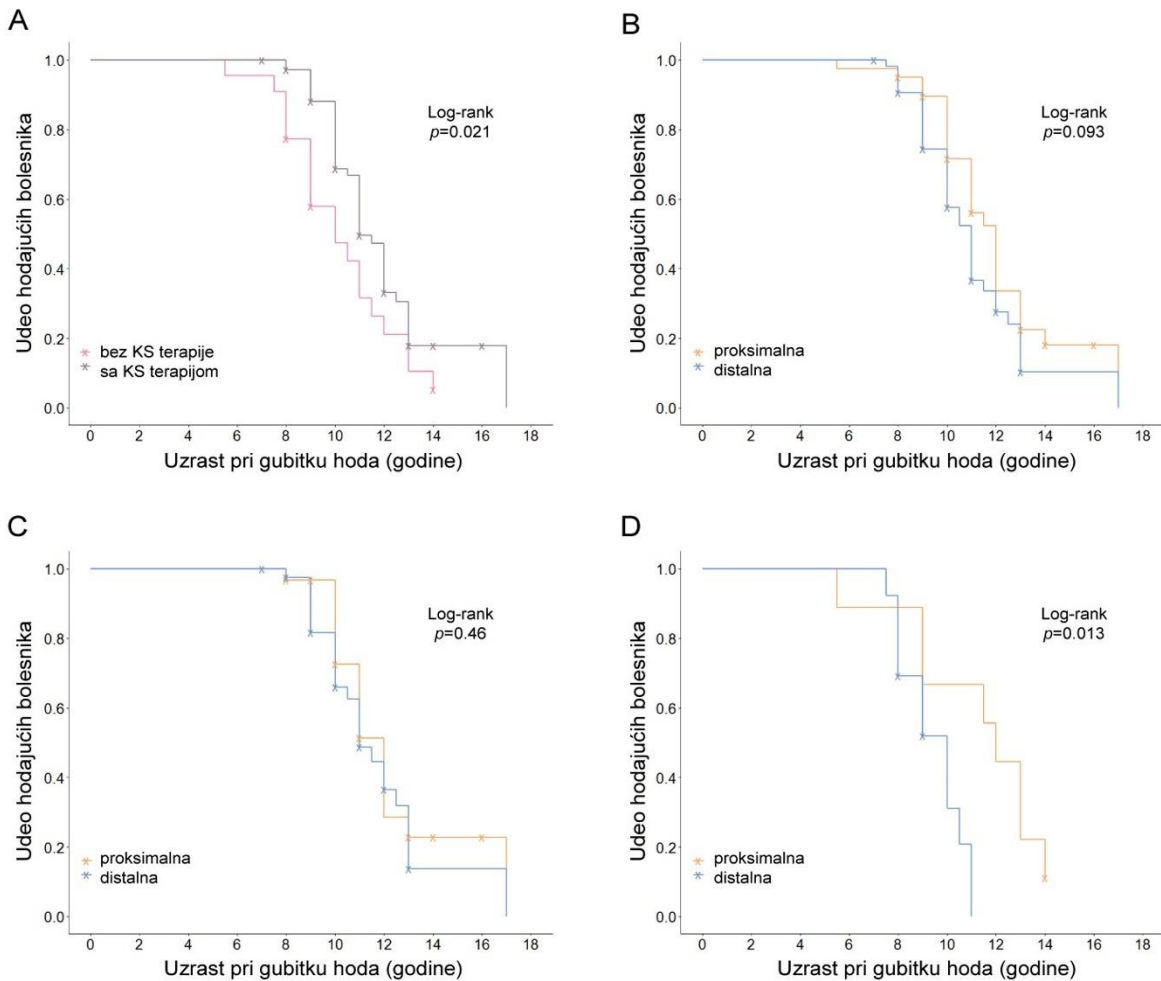 A
Udeo hodajućih bolesnika
1.0
0.8
0.6
0.4
0.2
0.0
Log-rank
p=0.021
bez KS terapije
sa KS terapijom
0 2 4 6 8 10 12 14 16 18
Uzrast pri gubitku hoda (godine)
B
Udeo hodajućih bolesnika
1.0
0.8
0.6
0.4
0.2
0.0
Log-rank
p=0.093
proksimalna
distalna
0 2 4 6 8 10 12 14 16 18
Uzrast pri gubitku hoda (godine)
C
Udeo hodajućih bolesnika
1.0
0.8
0.6
0.4
0.2
0.0
Log-rank
p=0.46
proksimalna
distalna
0 2 4 6 8 10 12 14 16 18
Uzrast pri gubitku hoda (godine)
D
Udeo hodajućih bolesnika
1.0
0.8
0.6
0.4
0.2
0.0
Log-rank
p=0.013
proksimalna
distalna
0 2 4 6 8 10 12 14 16 18
Uzrast pri gubitku hoda (godine)